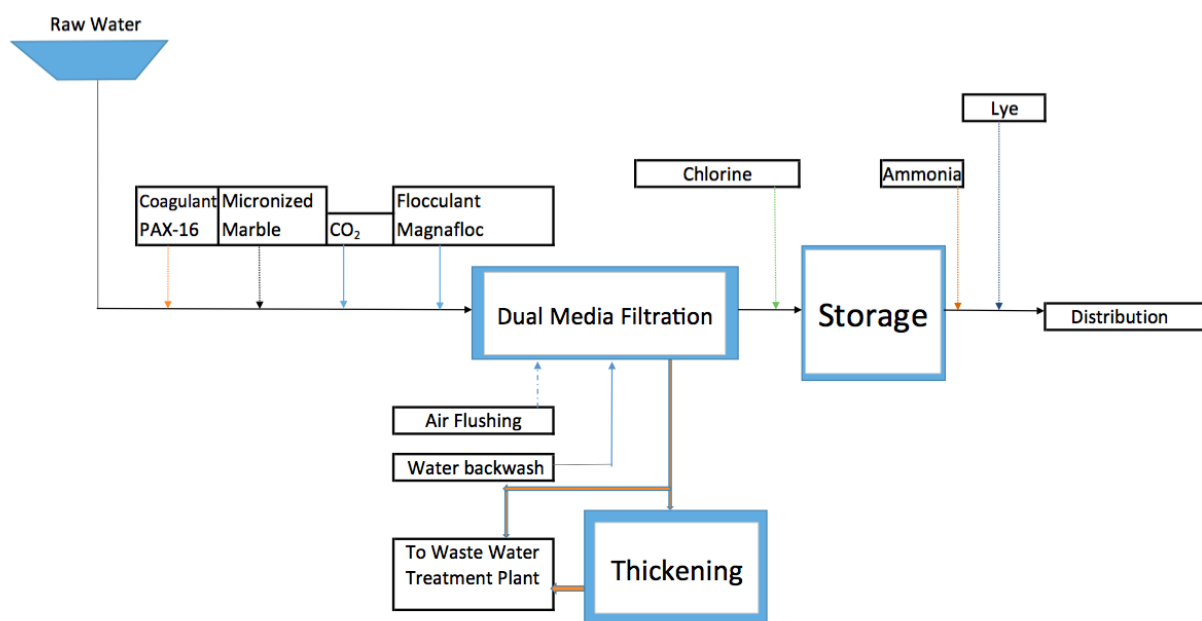 Raw Water
Lye
Chlorine
Ammonia
Coagulant
PAX-16
Micronized
Marble
CO₂
Flocculant
Magnafloc
Dual Media Filtration
Storage
Distribution
Air Flushing
Water backwash
To Waste Water
Treatment Plant
Thickening